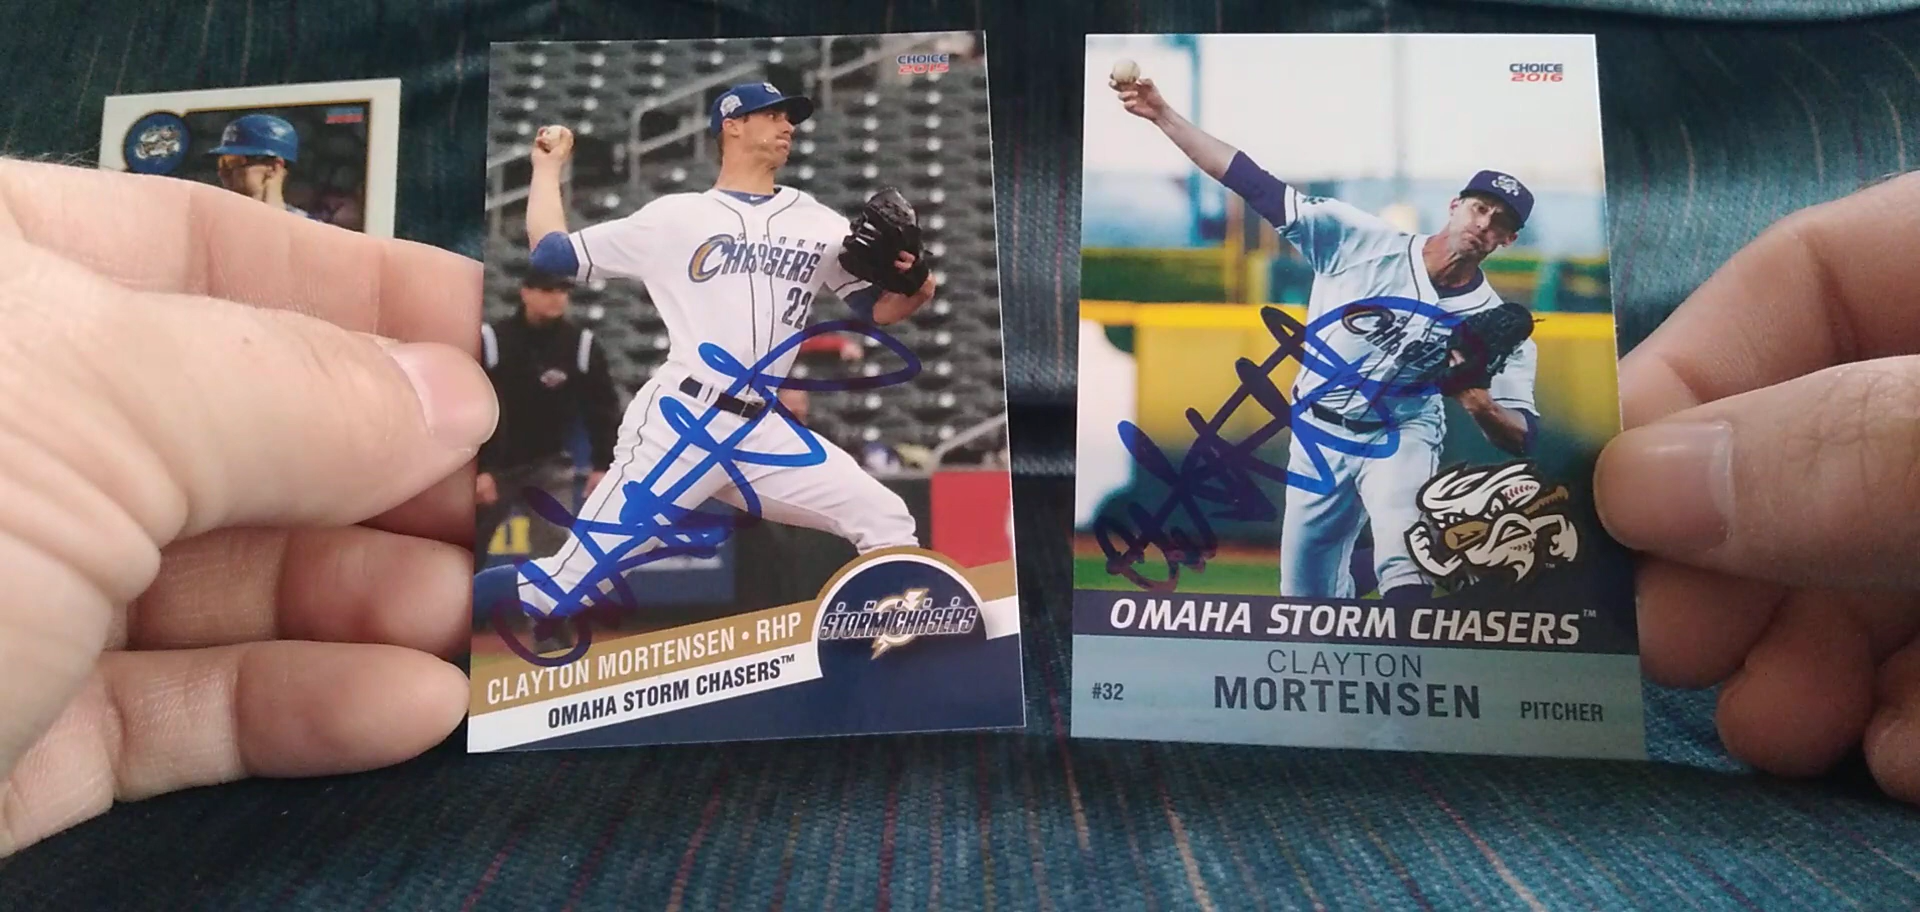 CHOICE
2015
STORM
CHASERS
22
CLAYTON MORTENSEN • RHP
OMAHA STORM CHASERS™
OMAHA
STORM CHASERS
CHOICE
2016
OMAHA STORM CHASERS™
CLAYTON
#32 MORTENSEN PITCHER